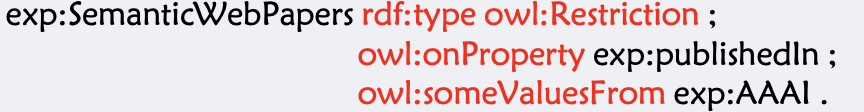 exp:SemanticWebPapers rdf:type owl:Restriction ;
owl:onProperty exp:publishedIn ;
owl:someValuesFrom exp:AAAI .